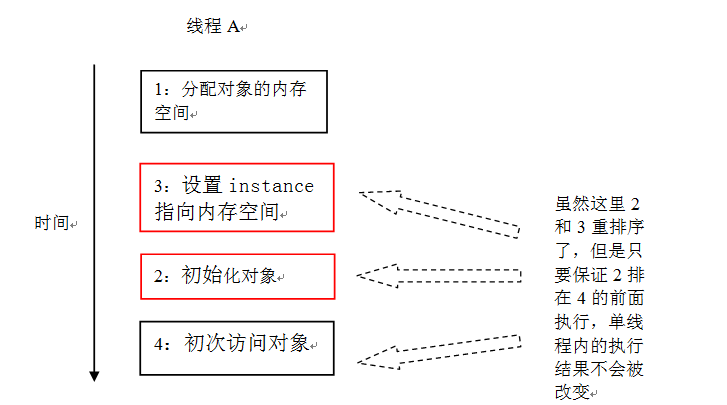 线程 A
1：分配对象的内存
空间
3：设置 instance
指向内存空间
时间
2：初始化对象
4：初次访问对象
虽然这里 2
和 3 重排序
了，但是只
要保证 2 排
在 4 的前面
执行，单线
程内的执行
结果不会被
改变